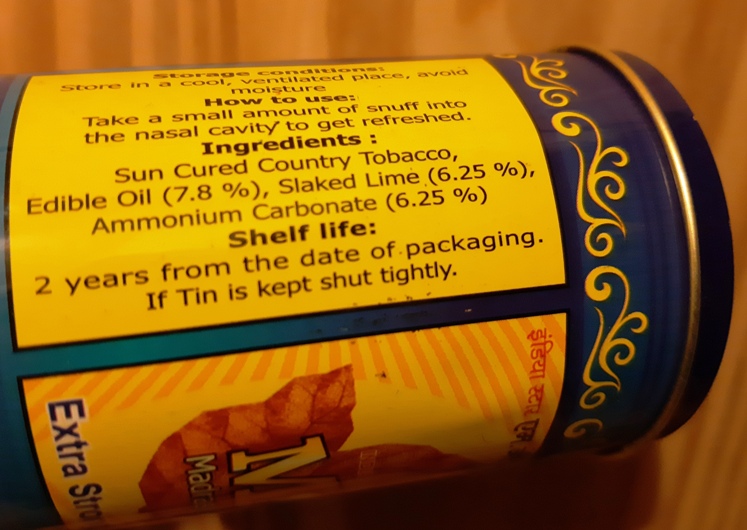 Storage conditions:
Store in a cool, ventilated place, avoid
moisture
How to use:
Take a small amount of snuff into
the nasal cavity to get refreshed.
Ingredients :
Sun Cured Country Tobacco,
Edible Oil (7.8 %), Slaked Lime (6.25 %),
Ammonium Carbonate (6.25 %)
Shelf life:
2 years from the date of packaging.
If Tin is kept shut tightly.
इंडिया स्टार
Extra